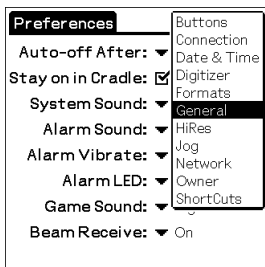 Preferences
Buttons
Connection
Date & Time
Digitizer
Formats
General
HiRes
Jog
Network
Owner
ShortCuts
Auto-off After:
Stay on in Cradle:
System Sound:
Alarm Sound:
Alarm Vibrate:
Alarm LED:
Game Sound:
Beam Receive: On